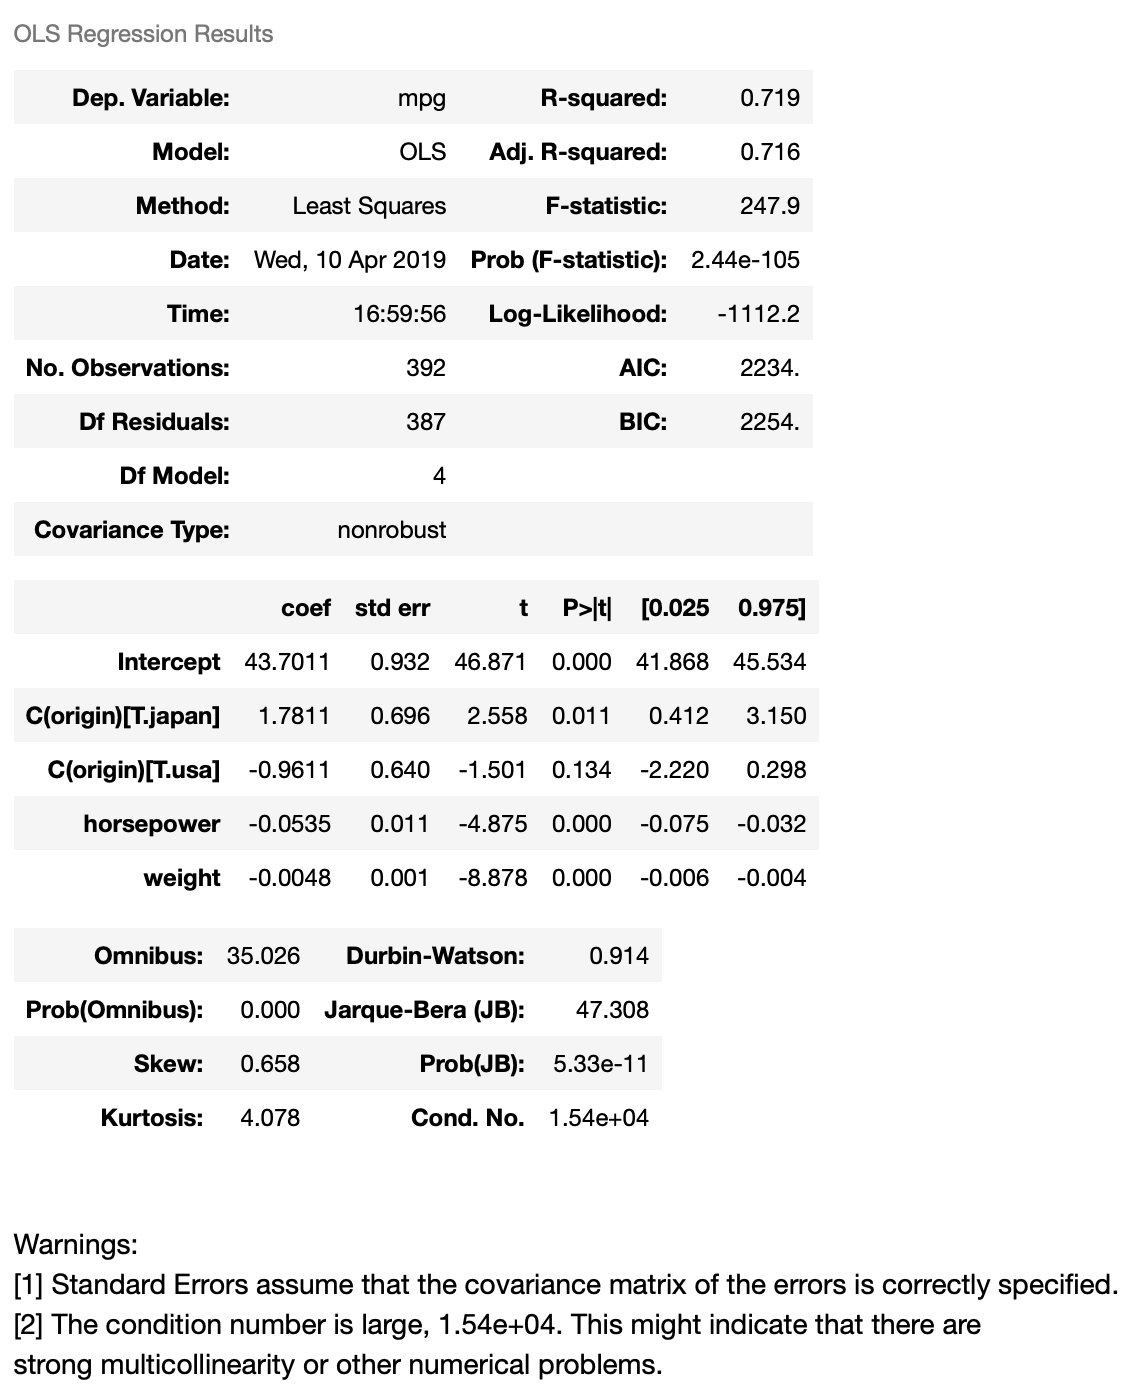 OLS Regression Results
Dep. Variable: mpg R-squared: 0.719
Model: OLS Adj. R-squared: 0.716
Method: Least Squares F-statistic: 247.9
Date: Wed, 10 Apr 2019 Prob (F-statistic): 2.44e-105
Time: 16:59:56 Log-Likelihood: -1112.2
No. Observations: 392 AIC: 2234.
Df Residuals: 387 BIC: 2254.
Df Model: 4
Covariance Type: nonrobust
coef std err t P>|t| [0.025 0.975]
Intercept 43.7011 0.932 46.871 0.000 41.868 45.534
C(origin)[T.japan] 1.7811 0.696 2.558 0.011 0.412 3.150
C(origin)[T.usa] -0.9611 0.640 -1.501 0.134 -2.220 0.298
horsepower -0.0535 0.011 -4.875 0.000 -0.075 -0.032
weight -0.0048 0.001 -8.878 0.000 -0.006 -0.004
Omnibus: 35.026 Durbin-Watson: 0.914
Prob(Omnibus): 0.000 Jarque-Bera (JB): 47.308
Skew: 0.658 Prob(JB): 5.33e-11
Kurtosis: 4.078 Cond. No. 1.54e+04
Warnings:
[1] Standard Errors assume that the covariance matrix of the errors is correctly specified.
[2] The condition number is large, 1.54e+04. This might indicate that there are
strong multicollinearity or other numerical problems.